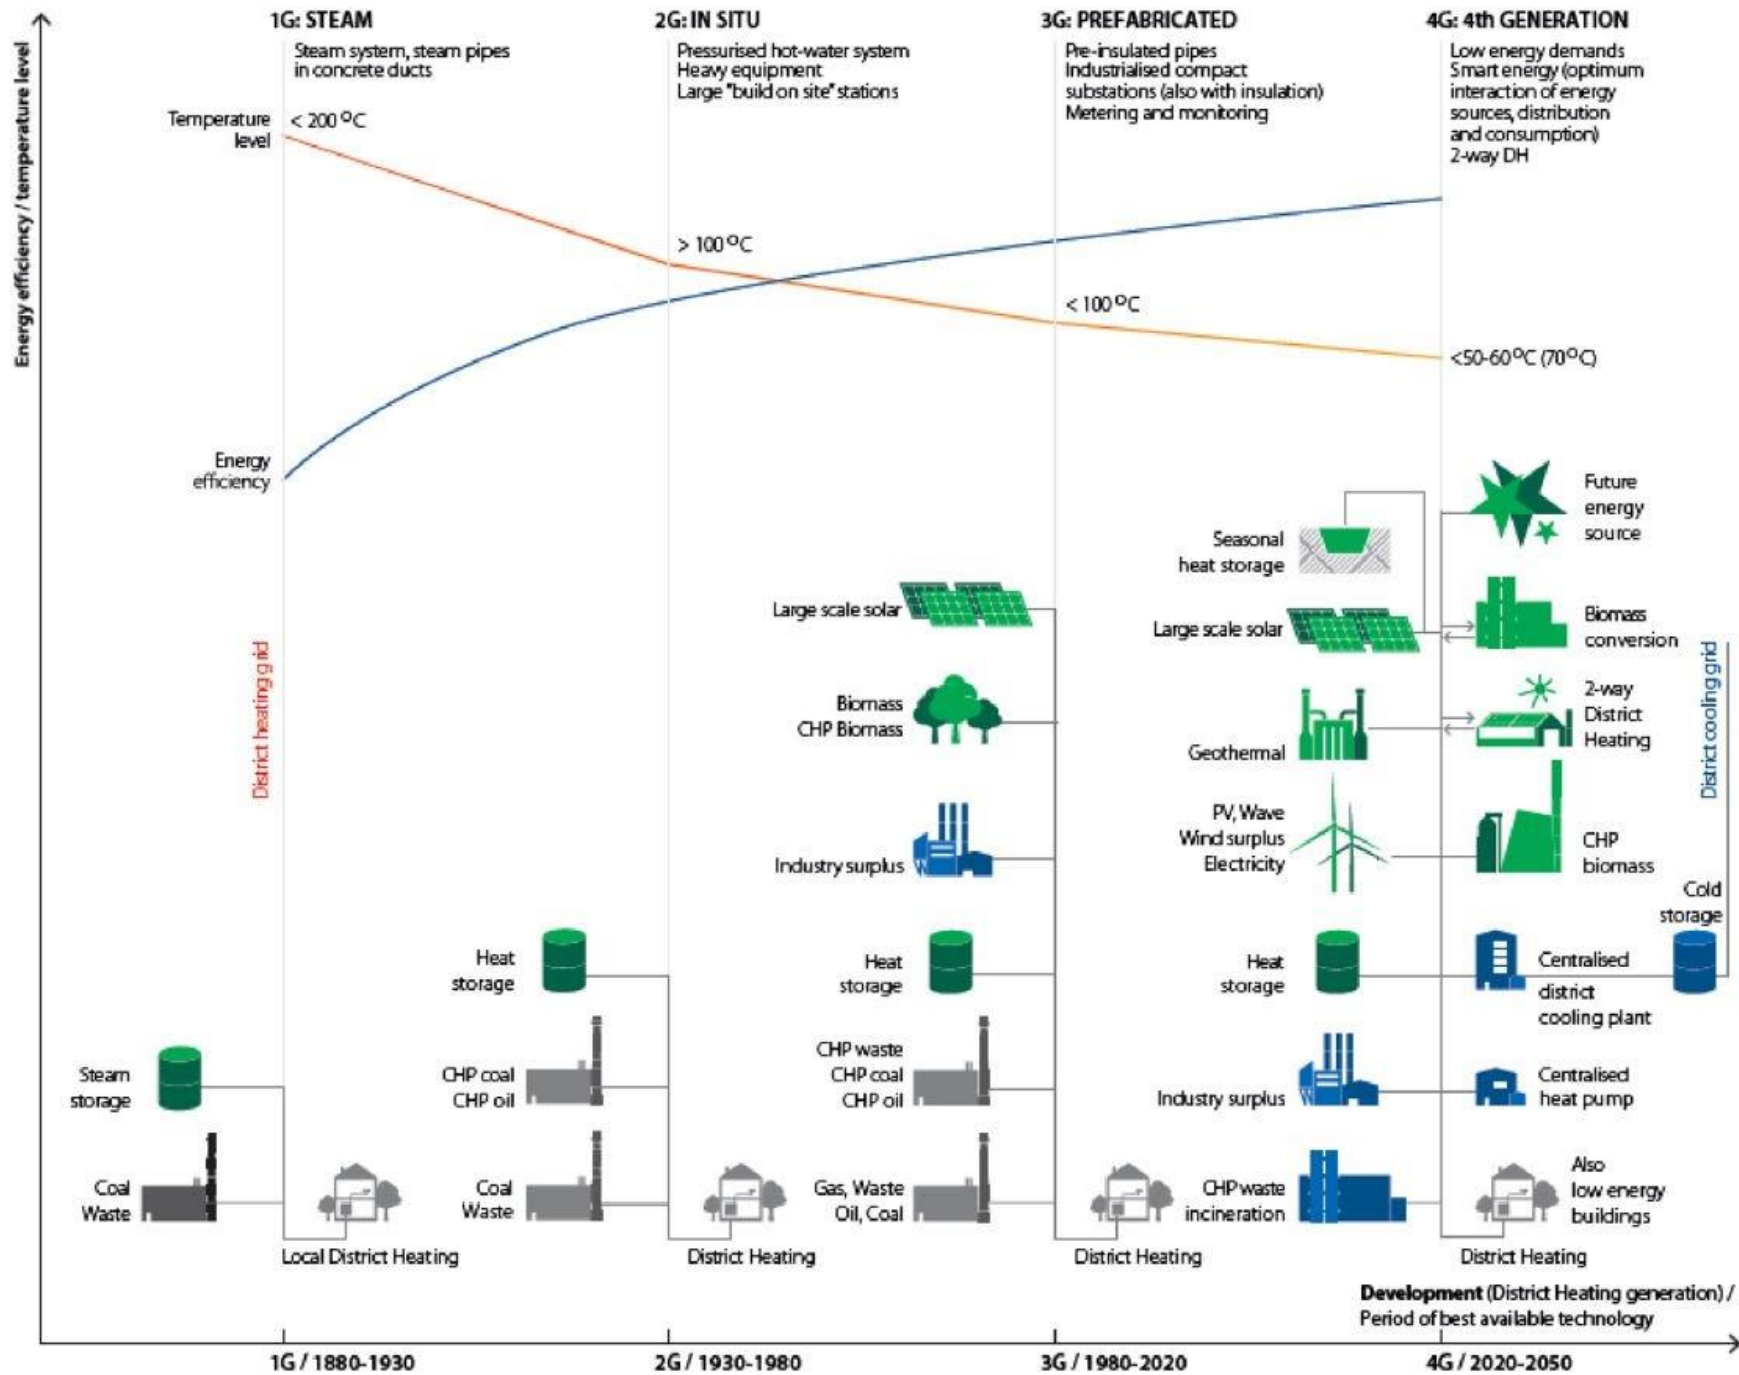 Energy efficiency / temperature level
1G: STEAM
Steam system, steam pipes
in concrete ducts
2G: IN SITU
Pressurised hot-water system
Heavy equipment
Large "build on site" stations
3G: PREFABRICATED
Pre-insulated pipes
Industrialised compact
substations (also with insulation)
Metering and monitoring
4G: 4th GENERATION
Low energy demands
Smart energy (optimum
interaction of energy
sources, distribution
and consumption)
2-way DH
Temperature
level
< 200 °C
> 100 °C
< 100 °C
<50-60 °C (70°C)
Energy
efficiency
District heating grid
Steam
storage
Coal
Waste
Local District Heating
Heat
storage
CHP coal
CHP oil
Coal
Waste
District Heating
Large scale solar
Biomass
CHP Biomass
Industry surplus
Heat
storage
CHP waste
CHP coal
CHP oil
Gas, Waste
Oil, Coal
District Heating
Seasonal
heat storage
Large scale solar
Geothermal
PV, Wave
Wind surplus
Electricity
Heat
storage
Industry surplus
CHP waste
incineration
Future
energy
source
Biomass
conversion
2-way
District
Heating
CHP
biomass
Cold
storage
Centralised
district
cooling plant
Centralised
heat pump
Also
low energy
buildings
District Heating
District cooling grid
Development (District Heating generation) /
Period of best available technology
1G / 1880-1930
2G / 1930-1980
3G / 1980-2020
4G / 2020-2050